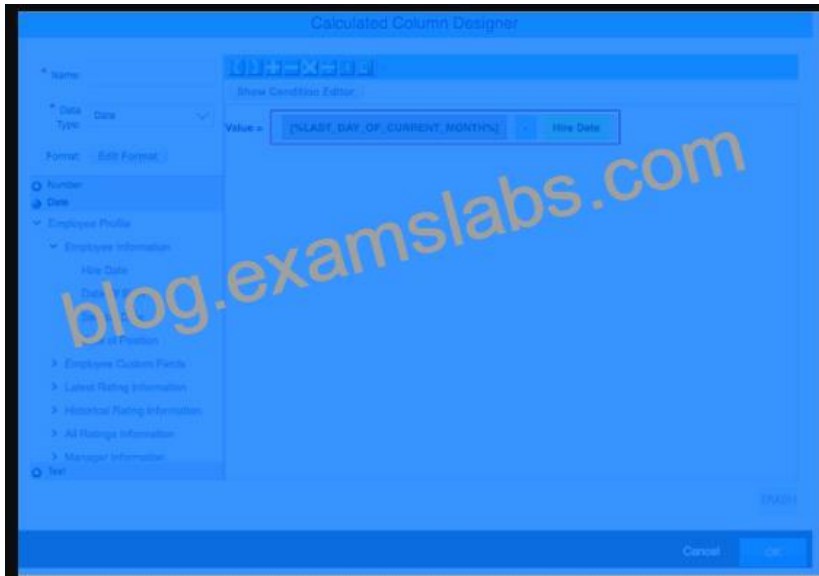 Calculated Column Designer
* Name:
Show Condition Editor
* Data Type: Date
Value = [%LAST_DAY_OF_CURRENT_MONTH%] - Hire Date
Format: Edit Format
Number
Date
Employee Profile
Employee Information
Hire Date
of Position
Employee Custom Fields
Latest Rating Information
Historical Rating Information
All Ratings Information
Manager Information
Text
blog.examslabs.com
FINISH
Cancel OK